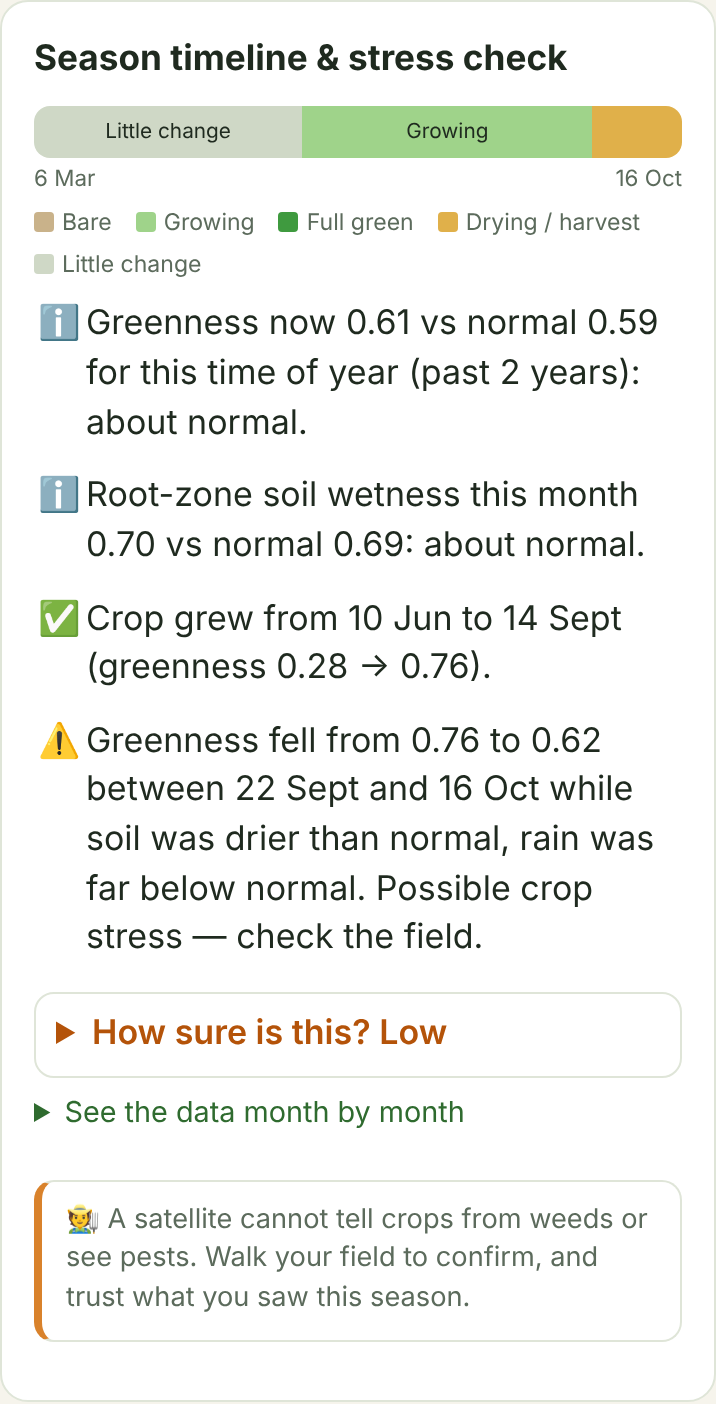 Season timeline & stress check
Little change
Growing
6 Mar
16 Oct
Bare
Growing
Full green
Drying / harvest
Little change
ℹ️ Greenness now 0.61 vs normal 0.59
for this time of year (past 2 years):
about normal.
ℹ️ Root-zone soil wetness this month
0.70 vs normal 0.69: about normal.
✅ Crop grew from 10 Jun to 14 Sept
(greenness 0.28 → 0.76).
⚠️ Greenness fell from 0.76 to 0.62
between 22 Sept and 16 Oct while
soil was drier than normal, rain was
far below normal. Possible crop
stress — check the field.
▶ How sure is this? Low
▶ See the data month by month
🧑‍🌾 A satellite cannot tell crops from weeds or
see pests. Walk your field to confirm, and
trust what you saw this season.